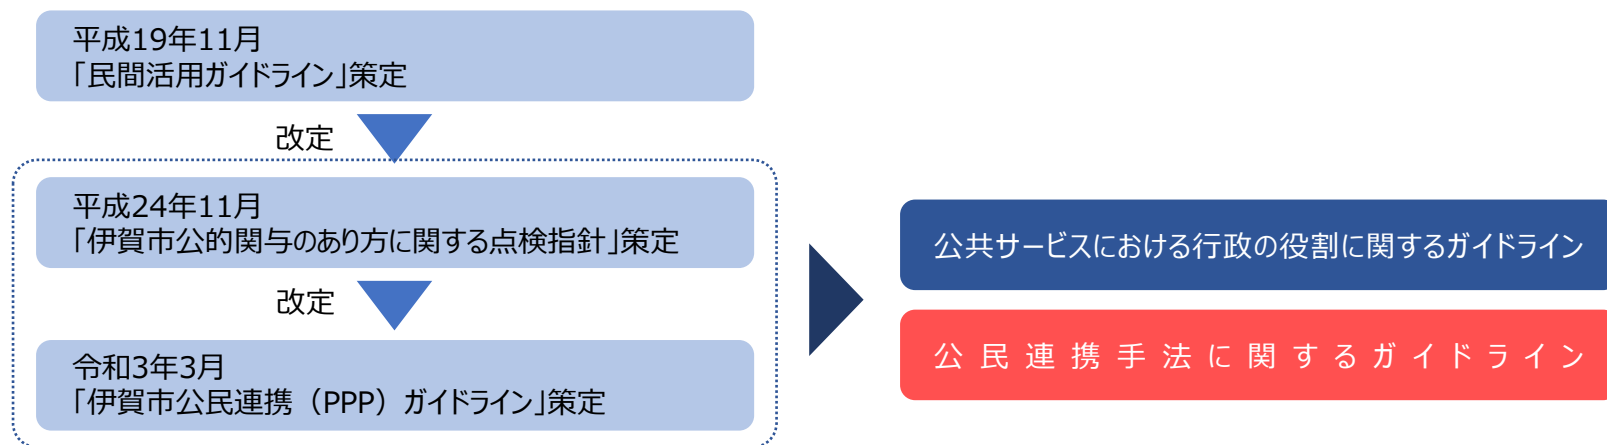 平成19年11月
「民間活用ガイドライン」策定
改定
平成24年11月
「伊賀市公的関与のあり方に関する点検指針」策定
改定
令和3年3月
「伊賀市公民連携（PPP）ガイドライン」策定
公共サービスにおける行政の役割に関するガイドライン
公民連携手法に関するガイドライン